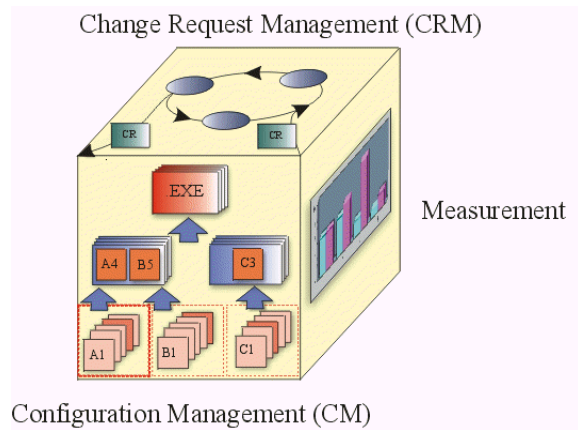 Change Request Management (CRM)
CR
CR
EXE
Measurement
A4 B5
C3
A1
B1
C1
Configuration Management (CM)